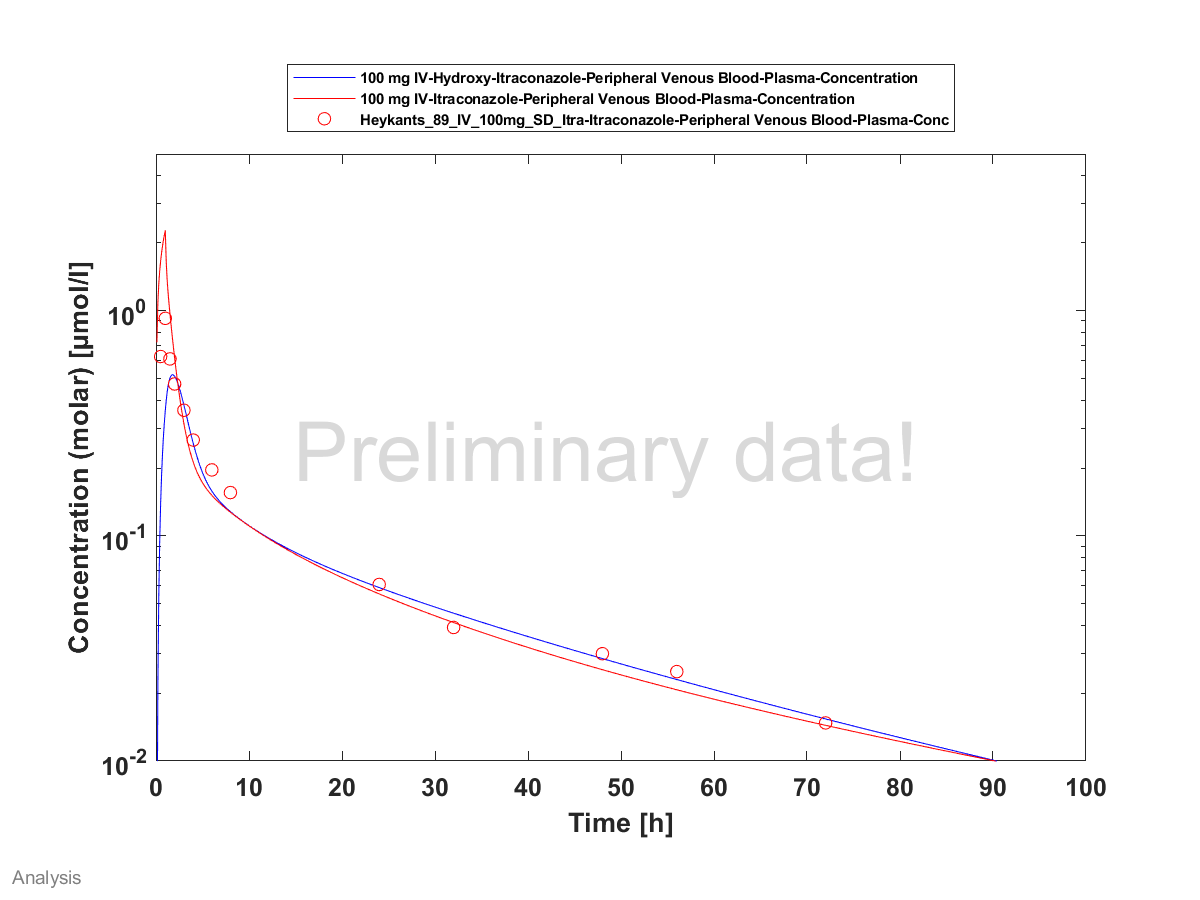 100 mg IV-Hydroxy-Itraconazole-Peripheral Venous Blood-Plasma-Concentration
100 mg IV-Itraconazole-Peripheral Venous Blood-Plasma-Concentration
Heykants_89_IV_100mg_SD_Itra-Itraconazole-Peripheral Venous Blood-Plasma-Conc
Concentration (molar) [µmol/l]
10^0
10^-1
10^-2
Preliminary data!
0 10 20 30 40 50 60 70 80 90 100
Time [h]
Analysis